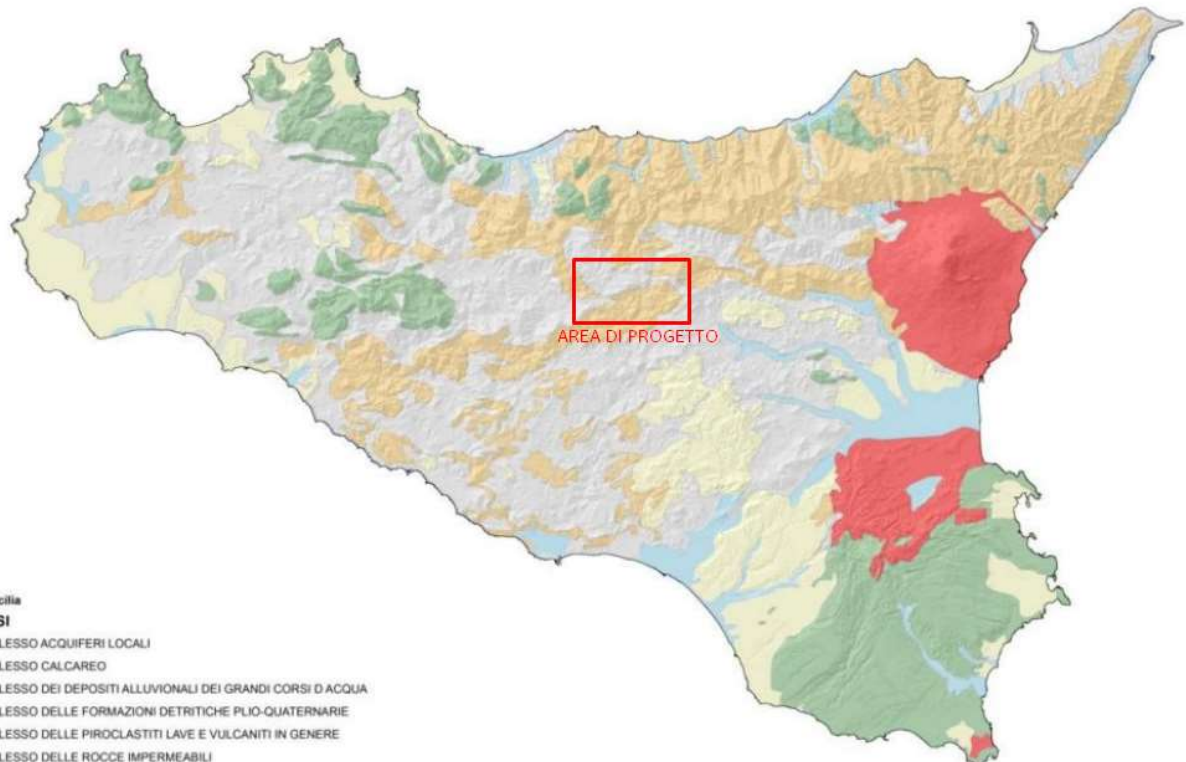 AREA DI PROGETTO
cilia
SI
LESSO ACQUIFERI LOCALI
LESSO CALCAREO
LESSO DEI DEPOSITI ALLUVIONALI DEI GRANDI CORSI D ACQUA
LESSO DELLE FORMAZIONI DETRITICHE PLIO-QUATERNARIE
LESSO DELLE PIROCLASTITI LAVE E VULCANITI IN GENERE
LESSO DELLE ROCCE IMPERMEABILI